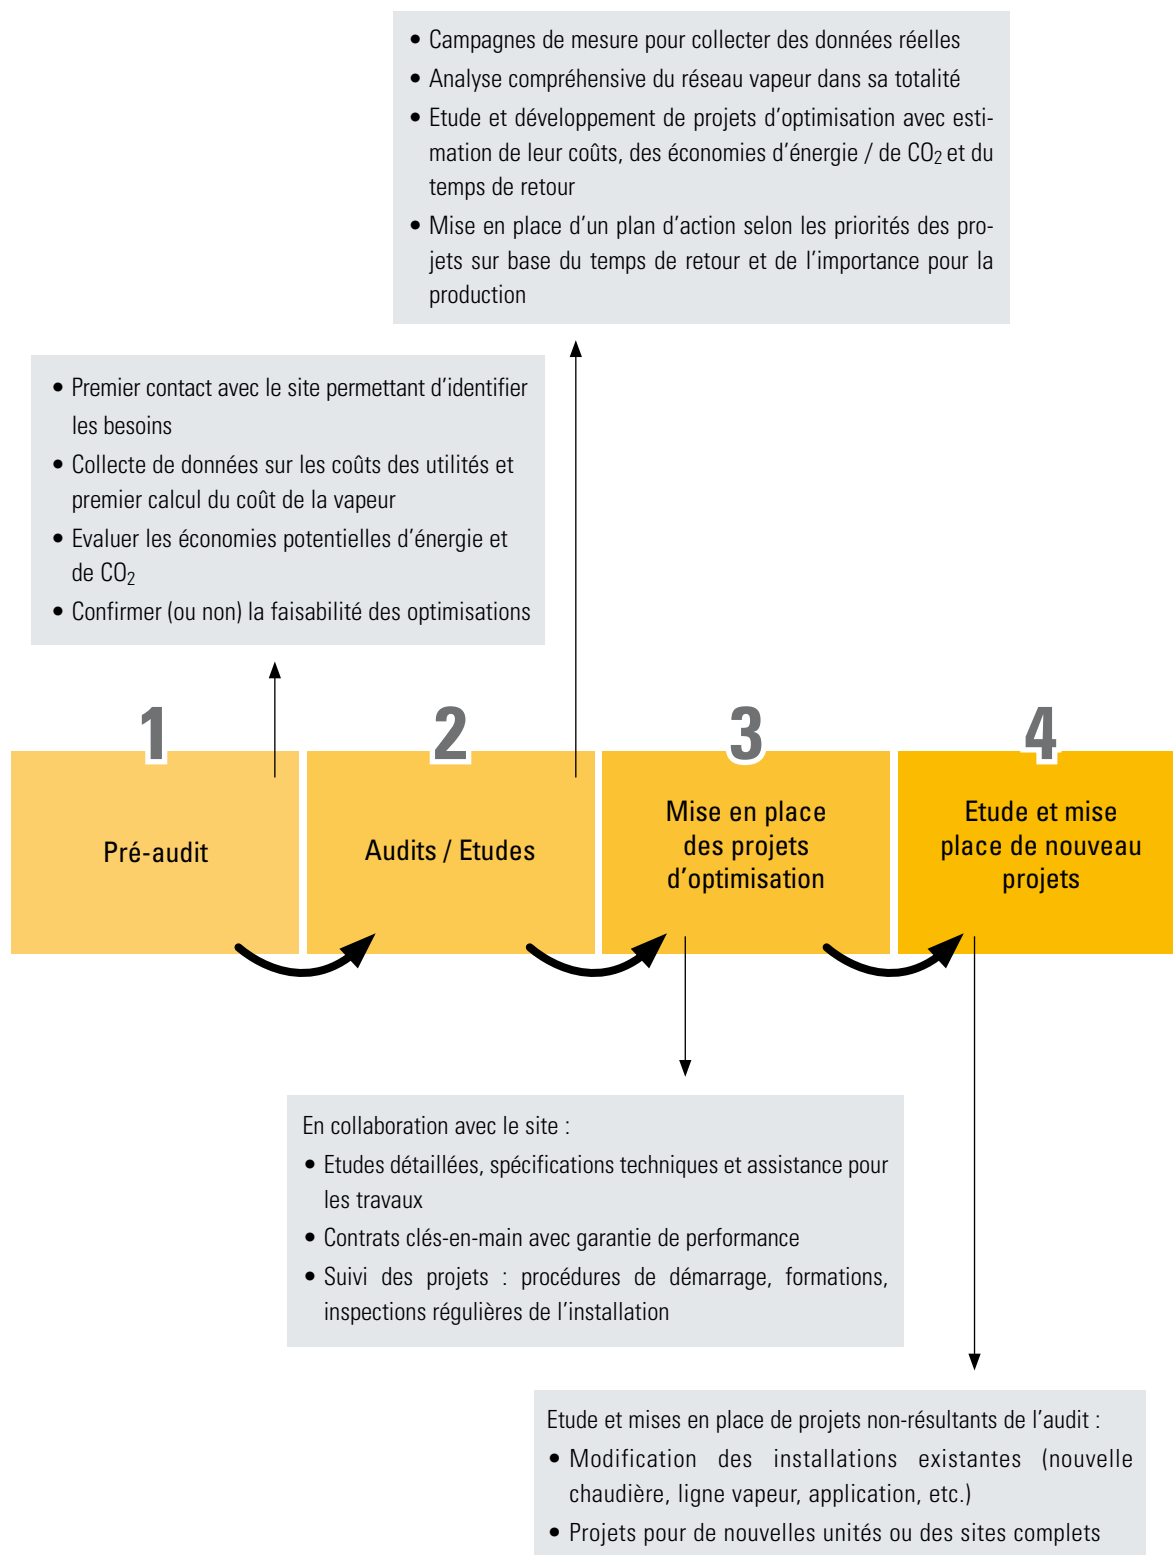 • Campagnes de mesure pour collecter des données réelles
• Analyse compréhensive du réseau vapeur dans sa totalité
• Etude et développement de projets d'optimisation avec esti-
mation de leur coûts, des économies d'énergie / de CO2 et du
temps de retour
• Mise en place d'un plan d'action selon les priorités des pro-
jets sur base du temps de retour et de l'importance pour la
production
• Premier contact avec le site permettant d'identifier
les besoins
• Collecte de données sur les coûts des utilités et
premier calcul du coût de la vapeur
• Evaluer les économies potentielles d'énergie et
de CO2
• Confirmer (ou non) la faisabilité des optimisations
1
Pré-audit
2
Audits / Etudes
3
Mise en place
des projets
d'optimisation
4
Etude et mise
place de nouveau
projets
En collaboration avec le site :
• Etudes détaillées, spécifications techniques et assistance pour
les travaux
• Contrats clés-en-main avec garantie de performance
• Suivi des projets : procédures de démarrage, formations,
inspections régulières de l'installation
Etude et mises en place de projets non-résultants de l'audit :
• Modification des installations existantes (nouvelle
chaudière, ligne vapeur, application, etc.)
• Projets pour de nouvelles unités ou des sites complets